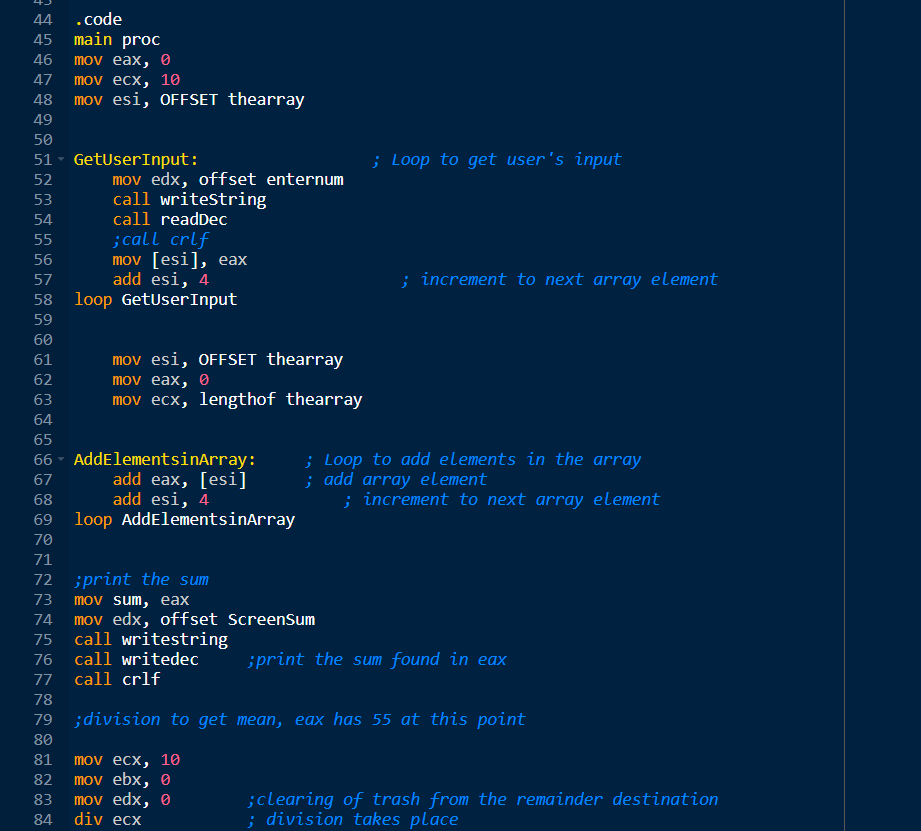 43
44 .code
45 main proc
46 mov eax, 0
47 mov ecx, 10
48 mov esi, OFFSET thearray
49
50
51 GetUserInput: ; Loop to get user's input
52 mov edx, offset enternum
53 call writeString
54 call readDec
55 ;call crlf
56 mov [esi], eax
57 add esi, 4 ; increment to next array element
58 loop GetUserInput
59
60
61 mov esi, OFFSET thearray
62 mov eax, 0
63 mov ecx, lengthof thearray
64
65
66 AddElementsinArray: ; Loop to add elements in the array
67 add eax, [esi] ; add array element
68 add esi, 4 ; increment to next array element
69 loop AddElementsinArray
70
71
72 ;print the sum
73 mov sum, eax
74 mov edx, offset ScreenSum
75 call writestring
76 call writedec ;print the sum found in eax
77 call crlf
78
79 ;division to get mean, eax has 55 at this point
80
81 mov ecx, 10
82 mov ebx, 0
83 mov edx, 0 ;clearing of trash from the remainder destination
84 div ecx ; division takes place